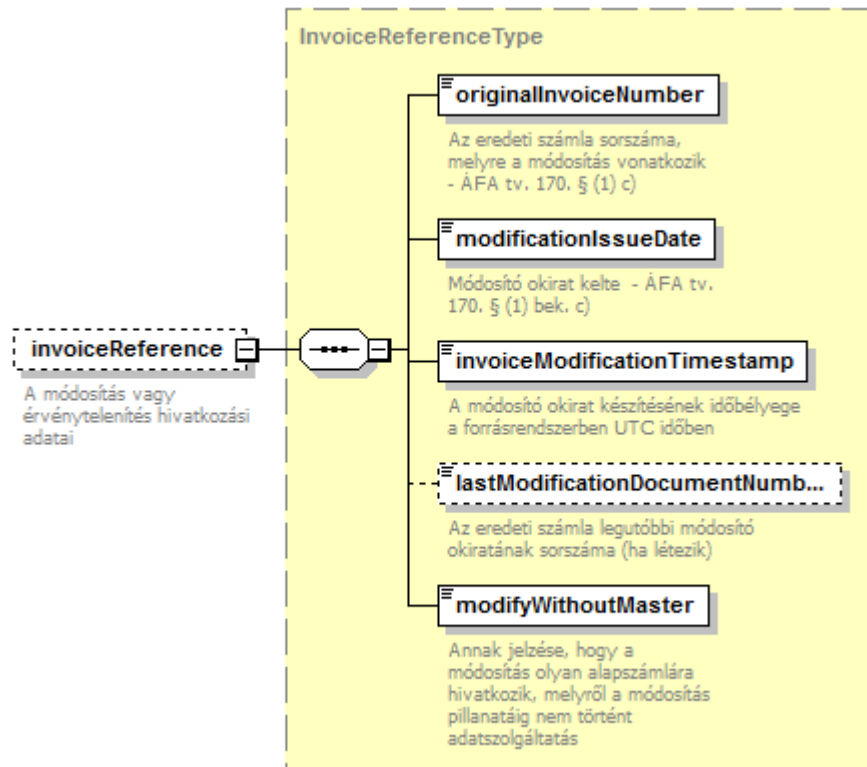 InvoiceReferenceType
originalInvoiceNumber
Az eredeti számla sorszáma,
melyre a módosítás vonatkozik
- ÁFA tv. 170. § (1) c)
modificationIssueDate
Módosító okirat kelte - ÁFA tv.
170. § (1) bek. c)
invoiceReference
A módosítás vagy
érvénytelenítés hivatkozási
adatai
invoiceModificationTimestamp
A módosító okirat készítésének időbélyege
a forrásrendszerben UTC időben
lastModificationDocumentNumb...
Az eredeti számla legutóbbi módosító
okiratának sorszáma (ha létezik)
modifyWithoutMaster
Annak jelzése, hogy a
módosítás olyan alapszámlára
hivatkozik, melyről a módosítás
pillanatáig nem történt
adatszolgáltatás